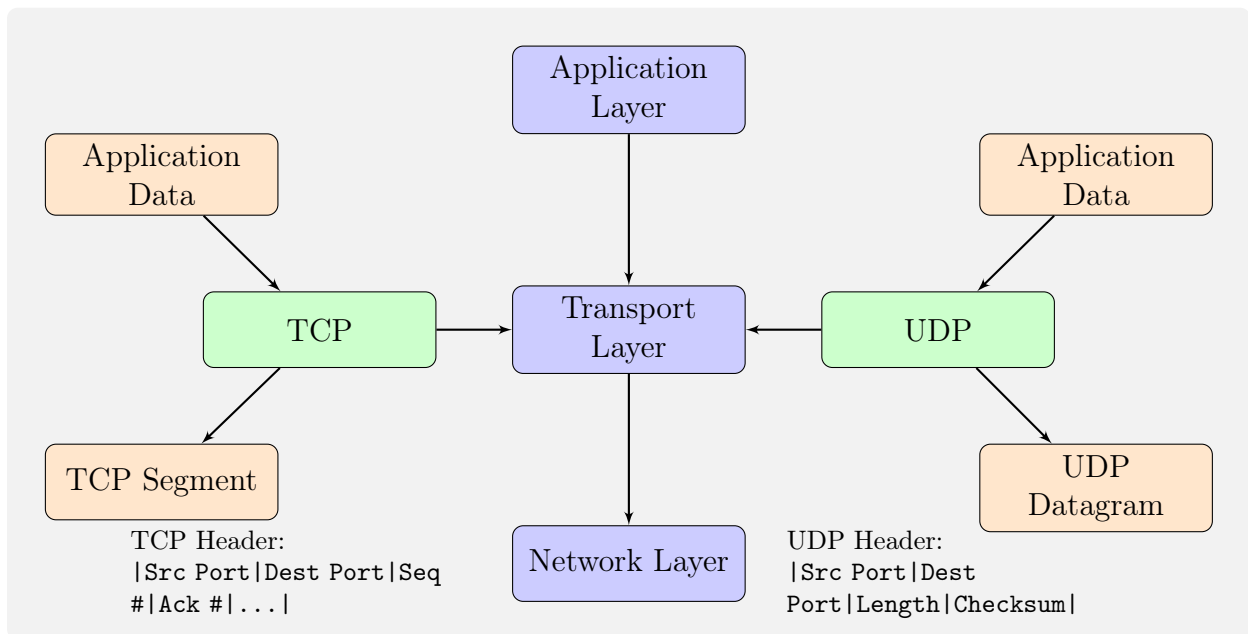 Application
Layer
Application
Data
Application
Data
TCP
Transport
Layer
UDP
TCP Segment
UDP
Datagram
TCP Header:
|Src Port|Dest Port|Seq
#|Ack #|...|
Network Layer
UDP Header:
|Src Port|Dest
Port|Length|Checksum|